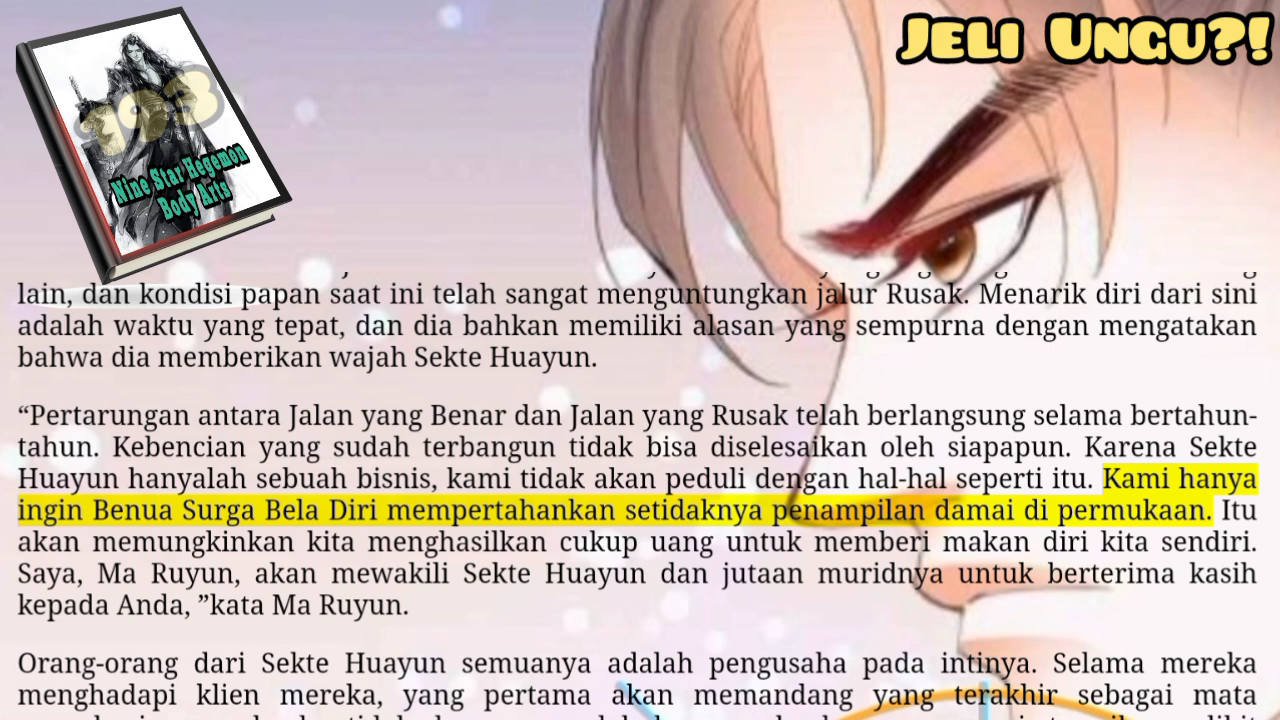 JELI UNGU?!
193
Nine Star Hegemon
Body Arts
lain, dan kondisi papan saat ini telah sangat menguntungkan jalur Rusak. Menarik diri dari sini
adalah waktu yang tepat, dan dia bahkan memiliki alasan yang sempurna dengan mengatakan
bahwa dia memberikan wajah Sekte Huayun.
“Pertarungan antara Jalan yang Benar dan Jalan yang Rusak telah berlangsung selama bertahun-
tahun. Kebencian yang sudah terbangun tidak bisa diselesaikan oleh siapapun. Karena Sekte
Huayun hanyalah sebuah bisnis, kami tidak akan peduli dengan hal-hal seperti itu. Kami hanya
ingin Benua Surga Bela Diri mempertahankan setidaknya penampilan damai di permukaan. Itu
akan memungkinkan kita menghasilkan cukup uang untuk memberi makan diri kita sendiri.
Saya, Ma Ruyun, akan mewakili Sekte Huayun dan jutaan muridnya untuk berterima kasih
kepada Anda, ”kata Ma Ruyun.
Orang-orang dari Sekte Huayun semuanya adalah pengusaha pada intinya. Selama mereka
menghadapi klien mereka, yang pertama akan memandang yang terakhir sebagai mata